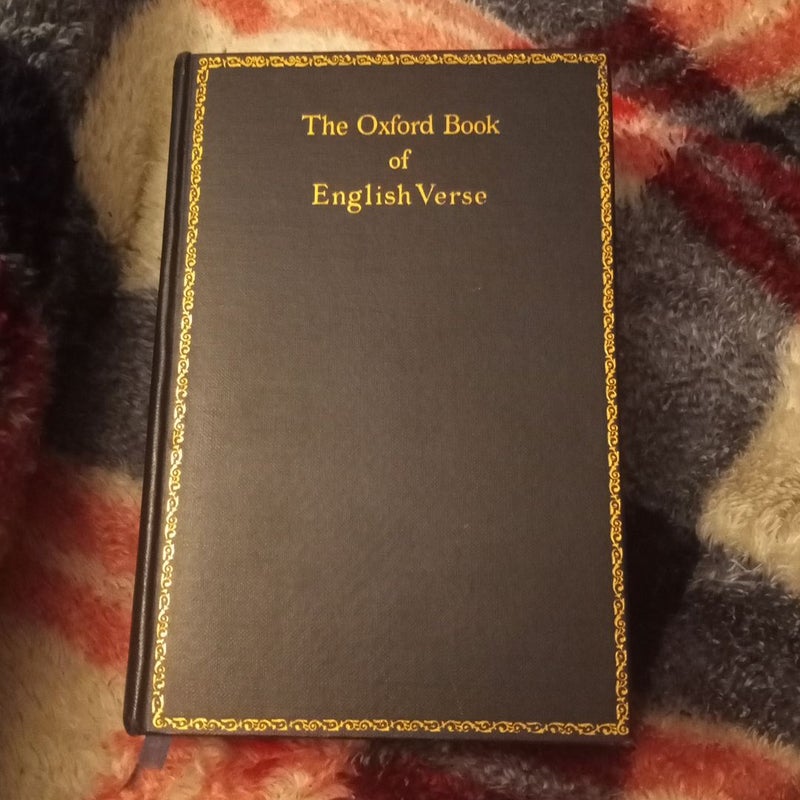 The Oxford Book
of
English Verse